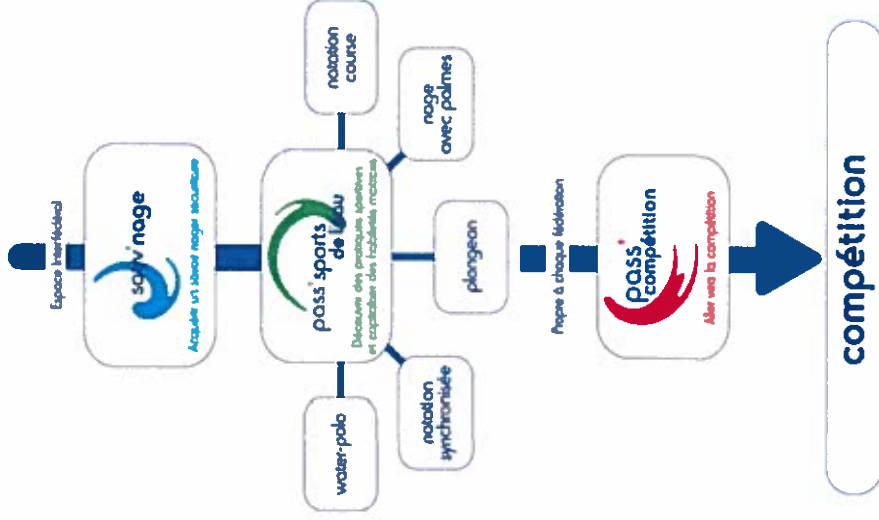 Espace Interfédéral
sauv'nage
Acquérir un savoir nager sécuritaire
pass'sports
de l'eau
Découvrir des pratiques sportives
et capitaliser des habiletés motrices
water-polo
natation
synchronisée
plongeon
nage
avec palmes
natation
course
Propre à chaque fédération
pass'
compétition
Aller vers la compétition
compétition